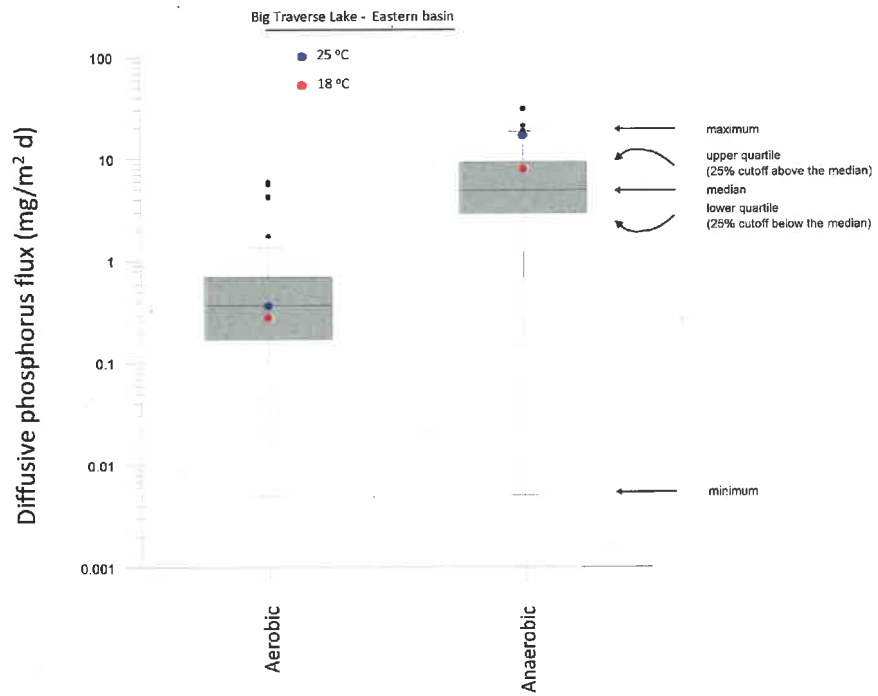 Big Traverse Lake - Eastern basin
25 ºC
18 ºC
Diffusive phosphorus flux (mg/m² d)
100
10
1
0.1
0.01
0.001
maximum
upper quartile
(25% cutoff above the median)
median
lower quartile
(25% cutoff below the median)
minimum
Aerobic
Anaerobic